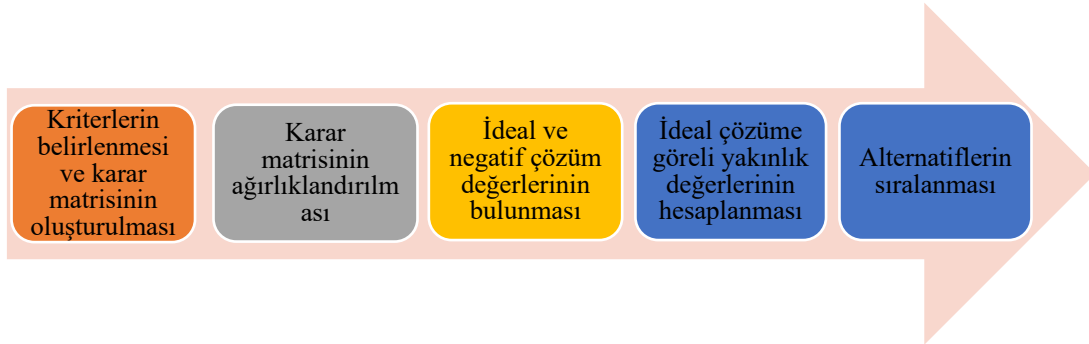 Kriterlerin
belirlenmesi
ve karar
matrisinin
oluşturulması
Karar
matrisinin
ağırlıklandırılm
ası
İdeal ve
negatif çözüm
değerlerinin
bulunması
İdeal çözüme
göreli yakınlık
değerlerinin
hesaplanması
Alternatiflerin
sıralanması